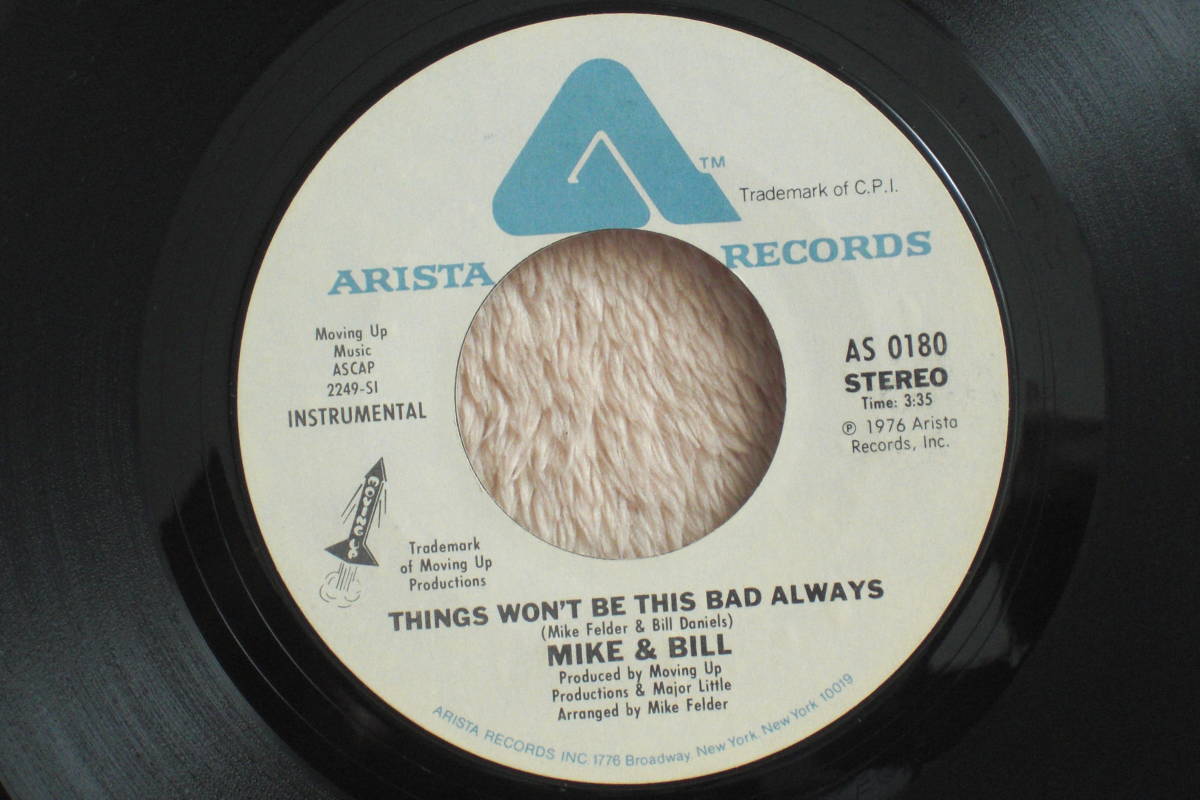 TM
Trademark of C.P.I.
ARISTA RECORDS
Moving Up
Music
ASCAP
2249-SI
INSTRUMENTAL
AS 0180
STEREO
Time: 3:35
Ⓟ 1976 Arista
Records, Inc.
MOVING UP
Trademark
of Moving Up
Productions
THINGS WON'T BE THIS BAD ALWAYS
(Mike Felder & Bill Daniels)
MIKE & BILL
Produced by Moving Up
Productions & Major Little
Arranged by Mike Felder
ARISTA RECORDS INC. 1776 Broadway. New York. New York 10019